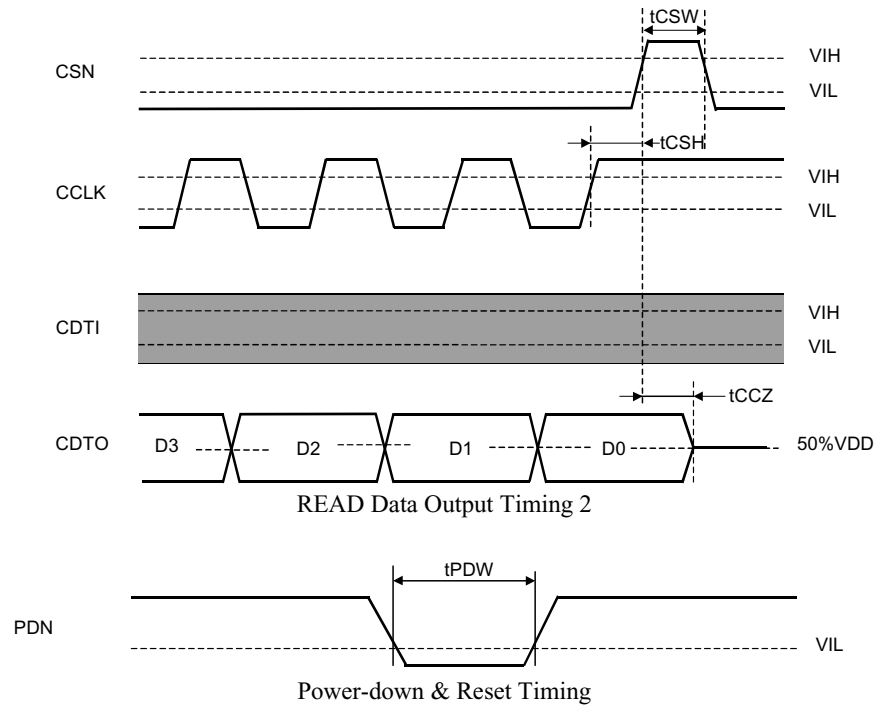 tCSW
CSN
VIH
VIL
tCSH
CCLK
VIH
VIL
CDTI
VIH
VIL
tCCZ
CDTO
D3
D2
D1
D0
50%VDD
READ Data Output Timing 2
tPDW
PDN
VIL
Power-down & Reset Timing